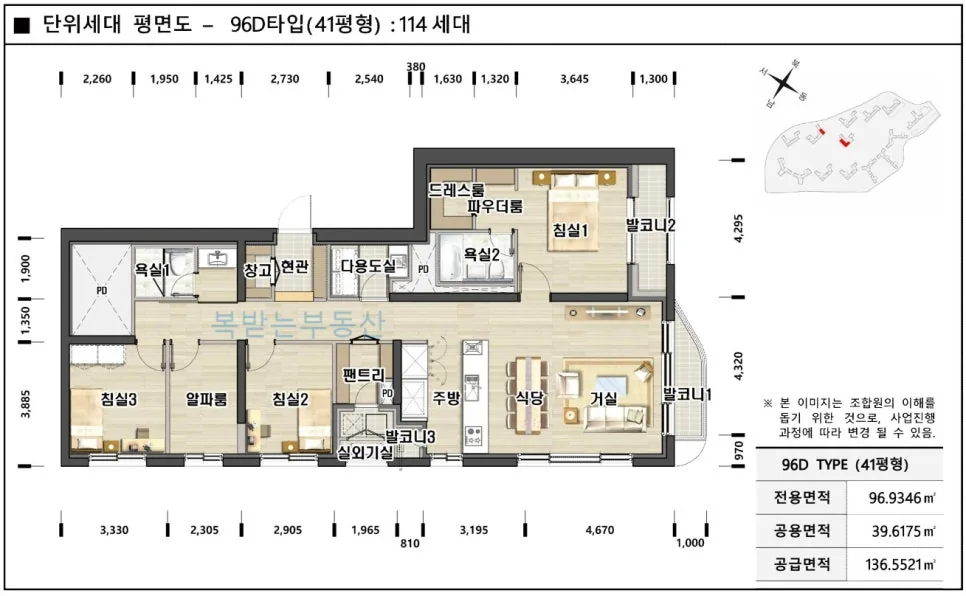 ■ 단위세대 평면도 – 96D타입(41평형) : 114 세대
2,260 1,950 1,425 2,730 2,540 380 1,630 1,320 3,645 1,300
서 북 동 남
드레스룸
파우더룸
침실1
발코니2
4,295
욕실1
창고
현관
다용도실
PD
욕실2
1,900
PD
1,350
복받는부동산
4,320
3,885
침실3
알파룸
침실2
팬트리
PD
주방
식당
거실
발코니1
발코니3
실외기실
970
※ 본 이미지는 조합원의 이해를
돕기 위한 것으로, 사업진행
과정에 따라 변경 될 수 있음.
96D TYPE (41평형)
전용면적 96.9346㎡
공용면적 39.6175㎡
공급면적 136.5521㎡
3,330 2,305 2,905 1,965 810 3,195 4,670 1,000